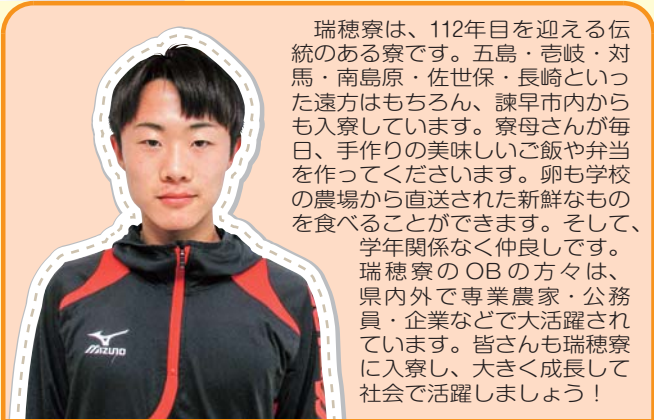 瑞穂寮は、112年目を迎える伝
統のある寮です。五島・壱岐・対
馬・南島原・佐世保・長崎といっ
た遠方はもちろん、諫早市内から
も入寮しています。寮母さんが毎
日、手作りの美味しいご飯や弁当
を作ってくださいます。卵も学校
の農場から直送された新鮮なもの
を食べることができます。そして、
学年関係なく仲良しです。
瑞穂寮のOBの方々は、
県内外で専業農家・公務
員・企業などで大活躍され
ています。皆さんも瑞穂寮
に入寮し、大きく成長して
社会で活躍しましょう！
MIZUNO